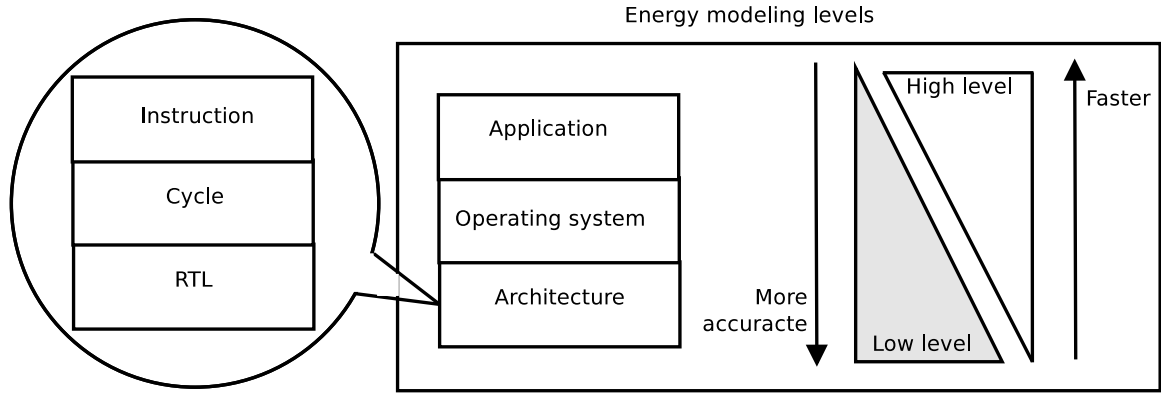 Energy modeling levels
Instruction
Cycle
RTL
Application
Operating system
Architecture
More
accuracte
High level
Low level
Faster